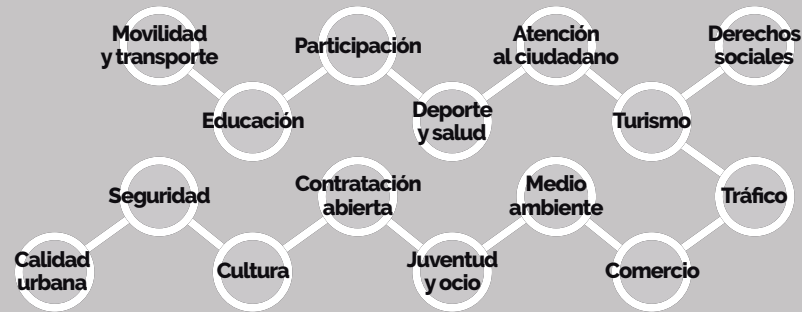 Movilidad
y transporte
Participación
Atención
al ciudadano
Derechos
sociales
Educación
Deporte
y salud
Turismo
Seguridad
Contratación
abierta
Medio
ambiente
Tráfico
Calidad
urbana
Cultura
Juventud
y ocio
Comercio